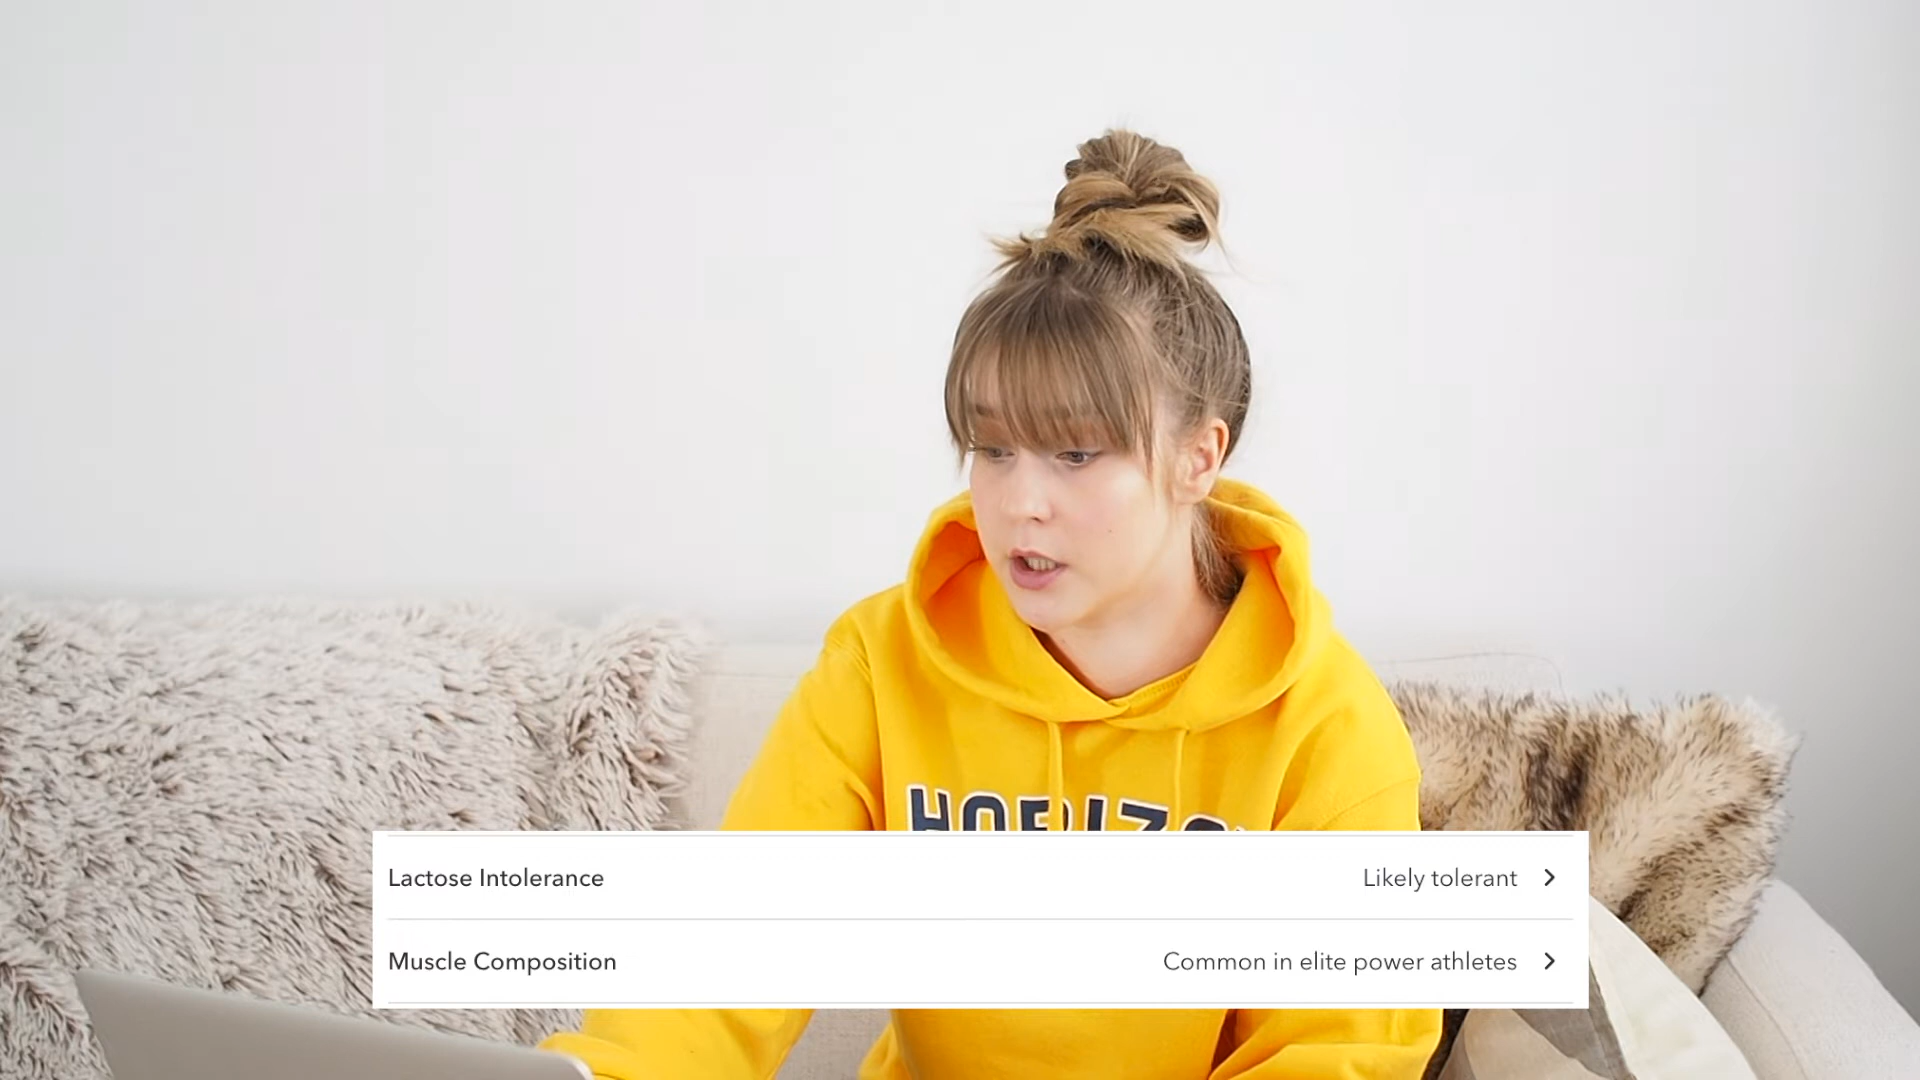 Lactose Intolerance Likely tolerant
Muscle Composition Common in elite power athletes